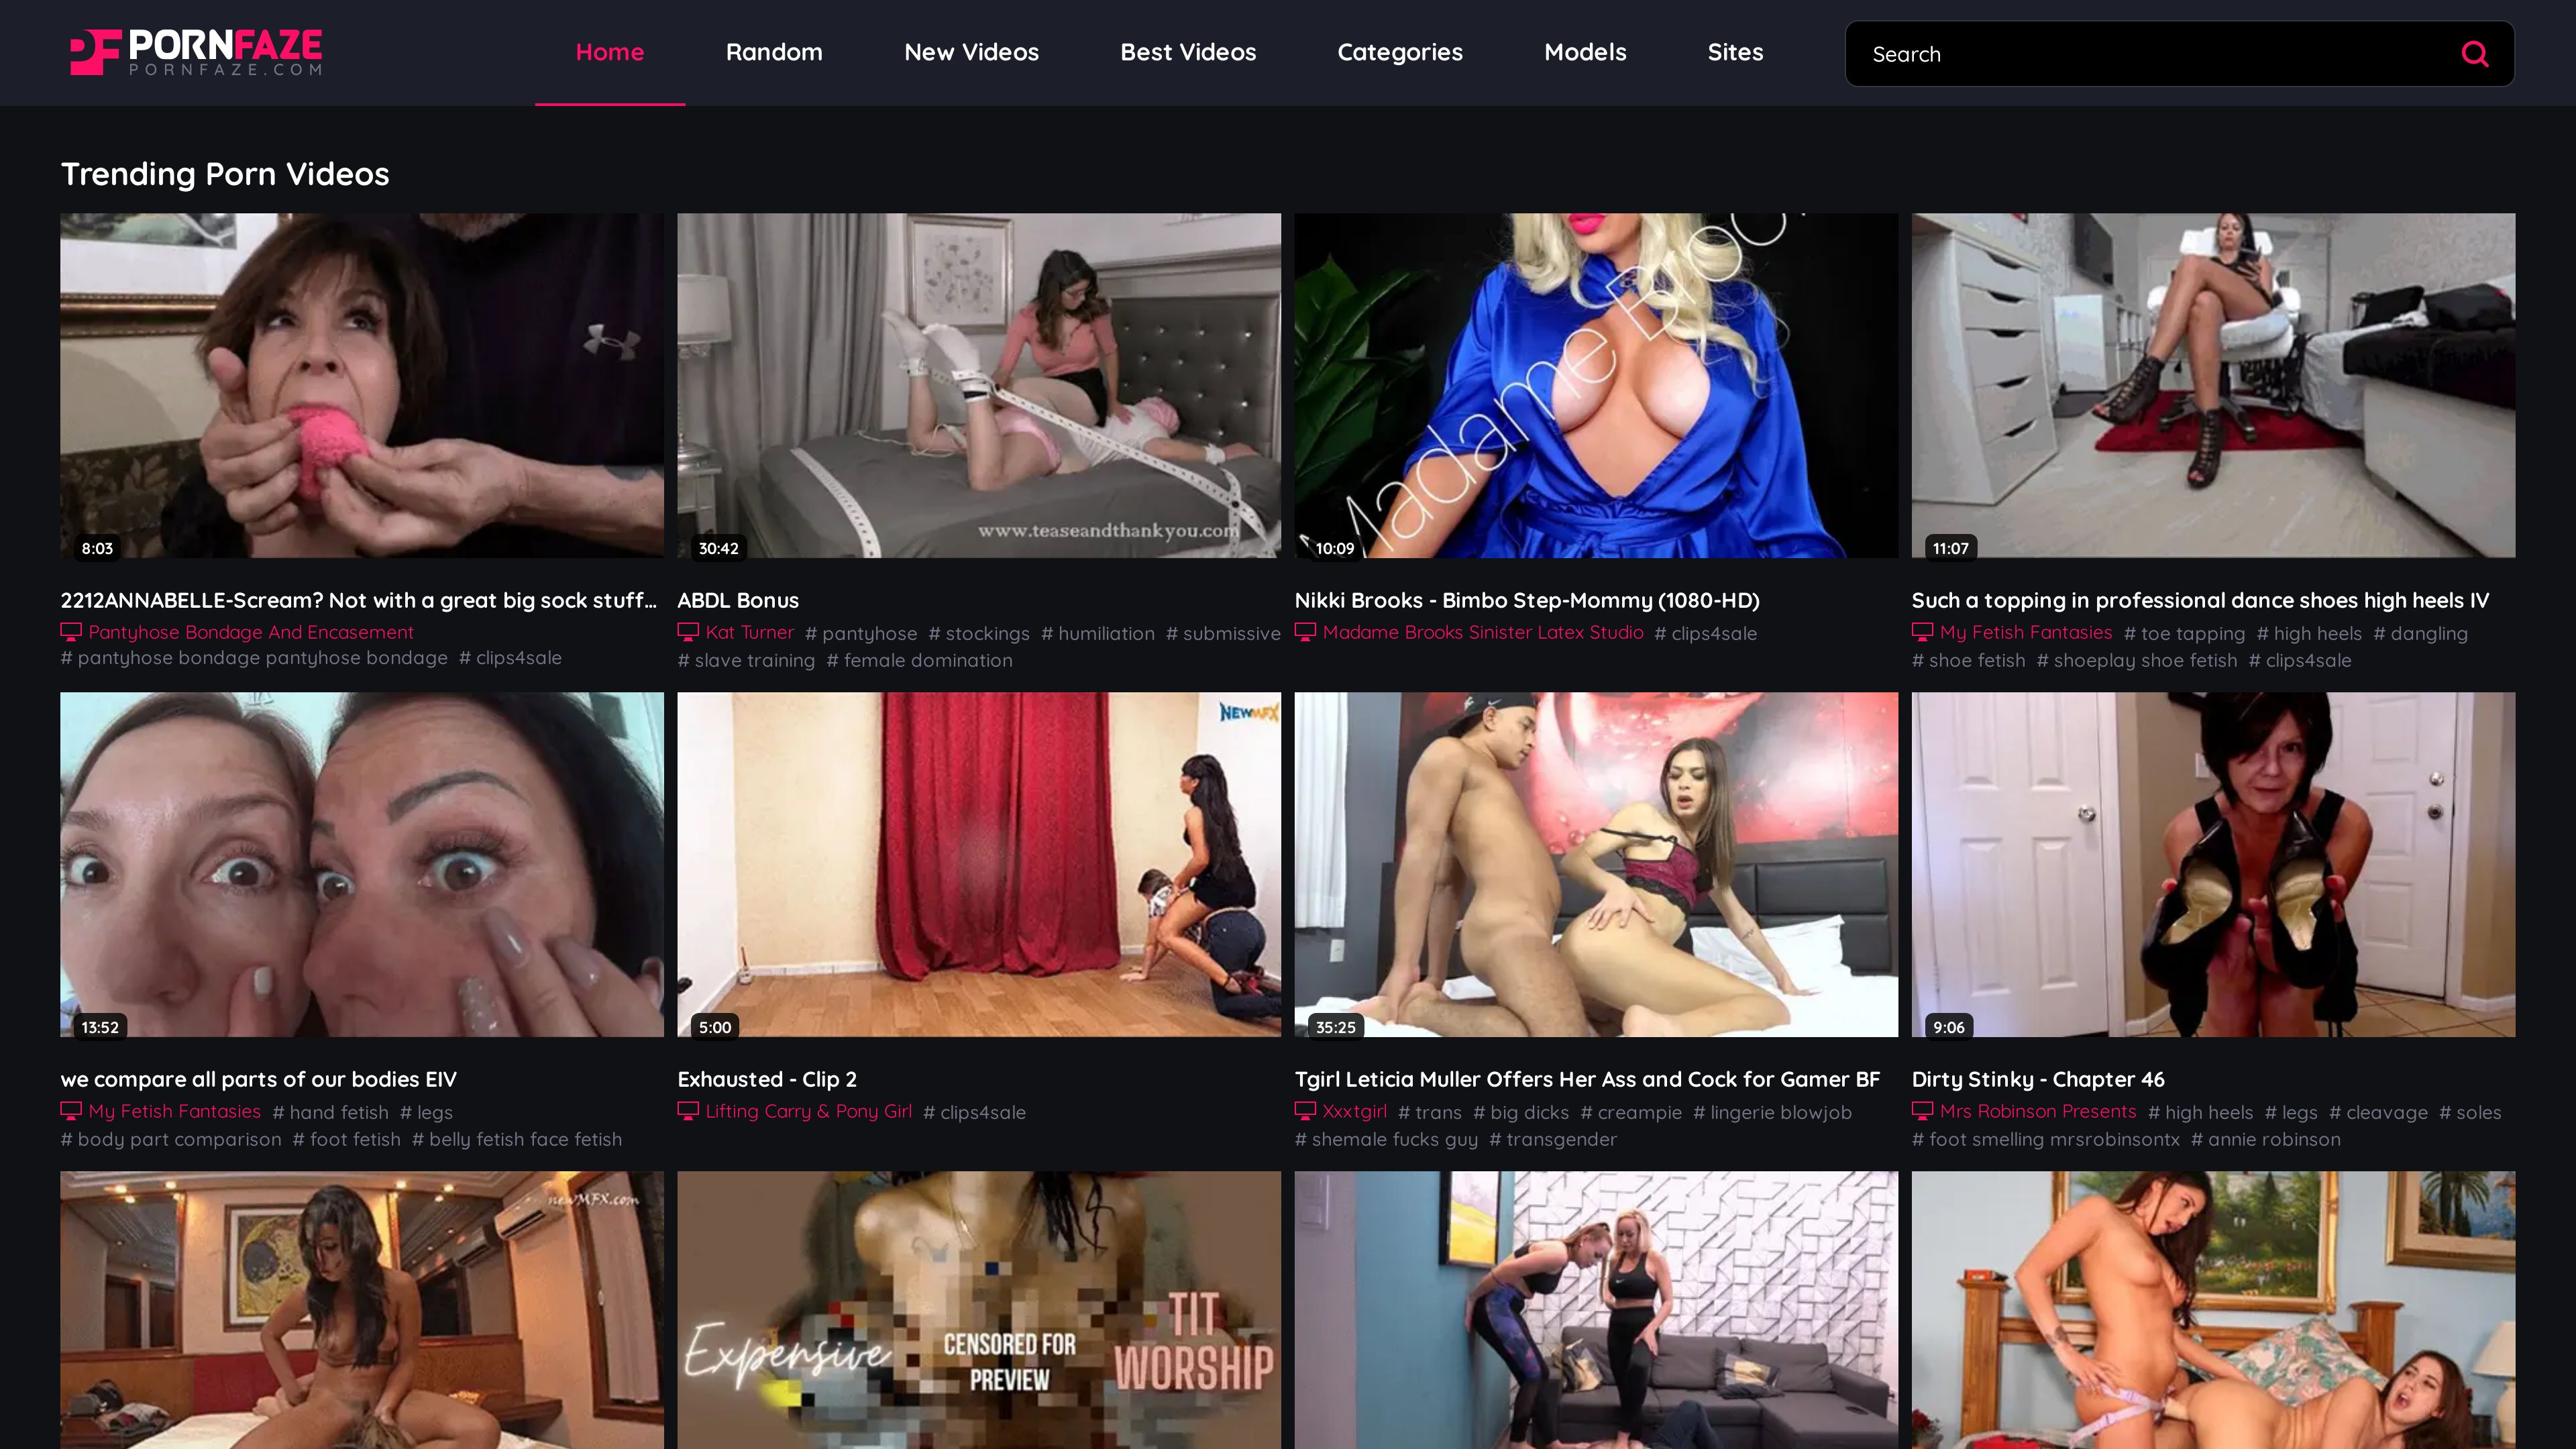 PORNFAZE
PORNFAZE.COM
Home
Random
New Videos
Best Videos
Categories
Models
Sites
Search
Trending Porn Videos
8:03
www.teaseandthankyou.com
30:42
Madame Broo
10:09
11:07
2212ANNABELLE-Scream? Not with a great big sock stuff...
Pantyhose Bondage And Encasement
# pantyhose bondage pantyhose bondage # clips4sale
ABDL Bonus
Kat Turner # pantyhose # stockings # humiliation # submissive
# slave training # female domination
Nikki Brooks - Bimbo Step-Mommy (1080-HD)
Madame Brooks Sinister Latex Studio # clips4sale
Such a topping in professional dance shoes high heels IV
My Fetish Fantasies # toe tapping # high heels # dangling
# shoe fetish # shoeplay shoe fetish # clips4sale
13:52
NEWMFX
5:00
35:25
9:06
we compare all parts of our bodies EIV
My Fetish Fantasies # hand fetish # legs
# body part comparison # foot fetish # belly fetish face fetish
Exhausted - Clip 2
Lifting Carry & Pony Girl # clips4sale
Tgirl Leticia Muller Offers Her Ass and Cock for Gamer BF
Xxxtgirl # trans # big dicks # creampie # lingerie blowjob
# shemale fucks guy # transgender
Dirty Stinky - Chapter 46
Mrs Robinson Presents # high heels # legs # cleavage # soles
# foot smelling mrsrobinsontx # annie robinson
newMFX.com
Expensive
CENSORED FOR
PREVIEW
TIT
WORSHIP